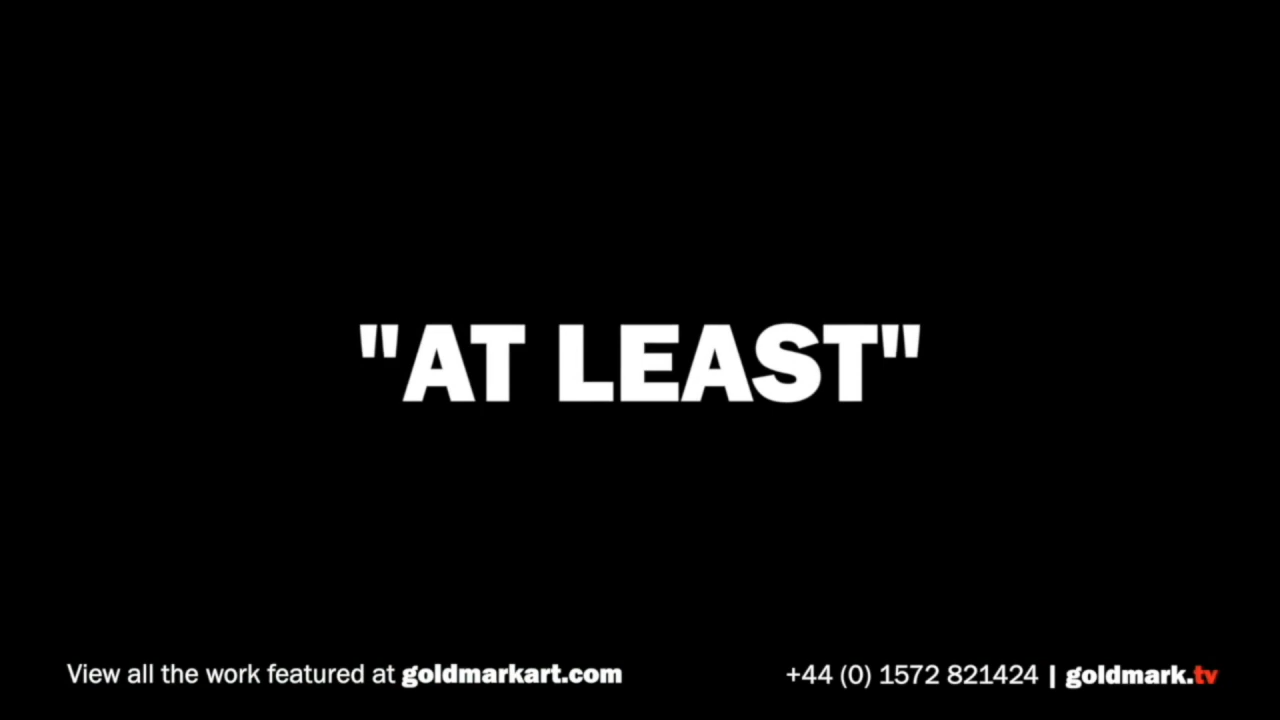 "AT LEAST"
View all the work featured at goldmarkart.com
+44 (0) 1572 821424 | goldmark.tv